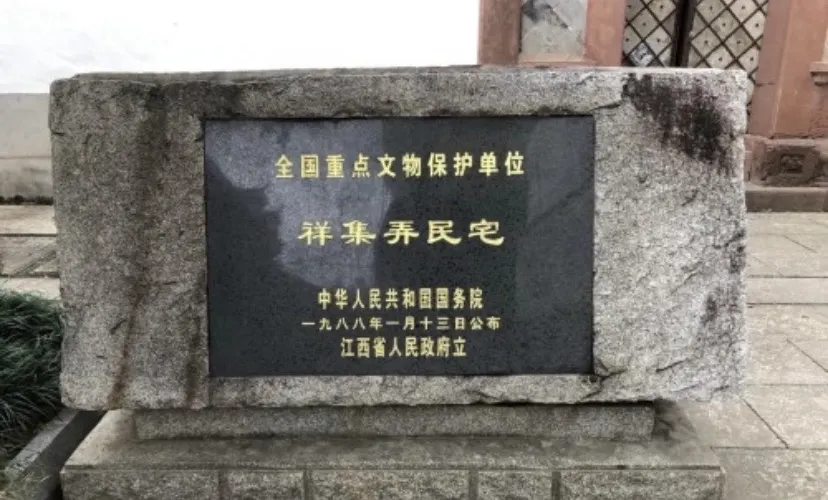 全国重点文物保护单位
祥集弄民宅
中华人民共和国国务院
一九八八年一月十三日公布
江西省人民政府立